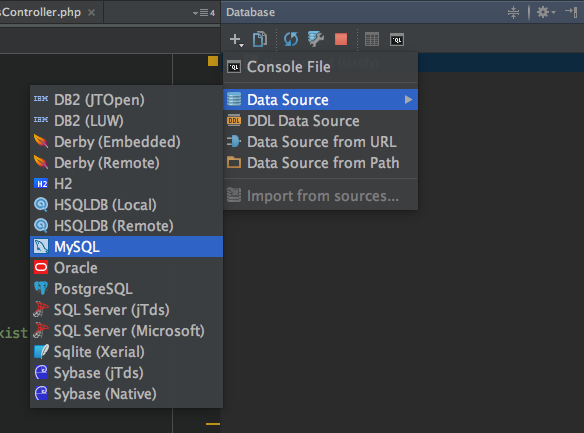 sController.php ×
4
Database
Console File
Data Source
DDL Data Source
Data Source from URL
Data Source from Path
Import from sources...
DB2 (JTOpen)
DB2 (LUW)
Derby (Embedded)
Derby (Remote)
H2
HSQLDB (Local)
HSQLDB (Remote)
MySQL
Oracle
PostgreSQL
SQL Server (jTds)
SQL Server (Microsoft)
Sqlite (Xerial)
Sybase (jTds)
Sybase (Native)
xist